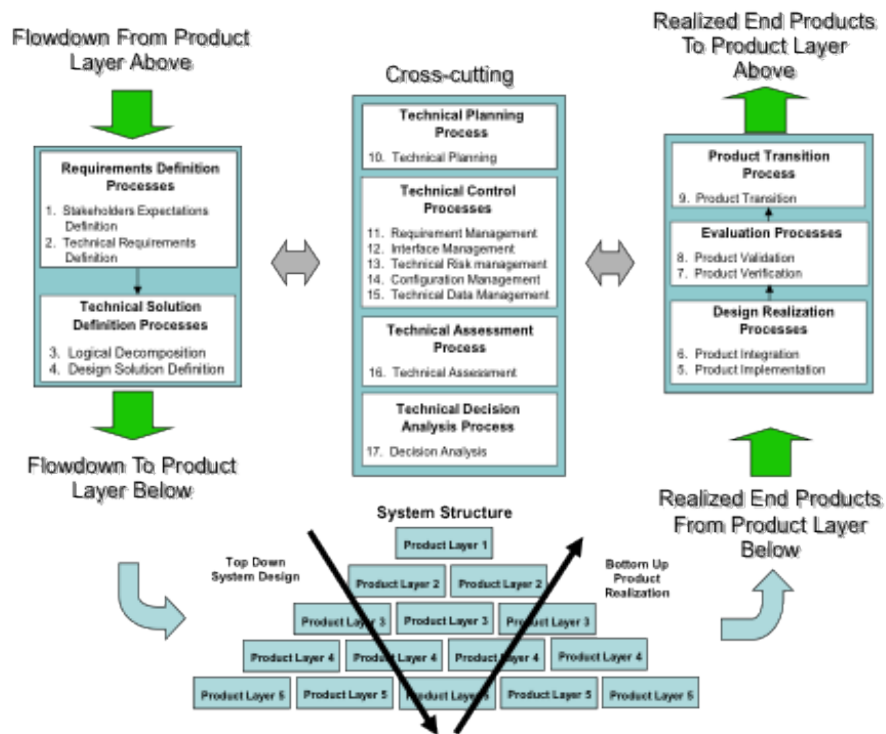 Flowdown From Product
Layer Above
Requirements Definition
Processes
1. Stakeholders Expectations
Definition
2. Technical Requirements
Definition
Technical Solution
Definition Processes
3. Logical Decomposition
4. Design Solution Definition
Flowdown To Product
Layer Below
Cross-cutting
Technical Planning
Process
10. Technical Planning
Technical Control
Processes
11. Requirement Management
12. Interface Management
13. Technical Risk management
14. Configuration Management
15. Technical Data Management
Technical Assessment
Process
16. Technical Assessment
Technical Decision
Analysis Process
17. Decision Analysis
Realized End Products
To Product Layer
Above
Product Transition
Process
9. Product Transition
Evaluation Processes
8. Product Validation
7. Product Verification
Design Realization
Processes
6. Product Integration
5. Product Implementation
Realized End Products
From Product Layer
Below
System Structure
Top Down
System Design
Bottom Up
Product
Realization
Product Layer 1
Product Layer 2 Product Layer 2
Product Layer 3 Product Layer 3 Product Layer 3
Product Layer 4 Product Layer 4 Product Layer 4 Product Layer 4
Product Layer 5 Product Layer 5 Product Layer 5 Product Layer 5 Product Layer 5